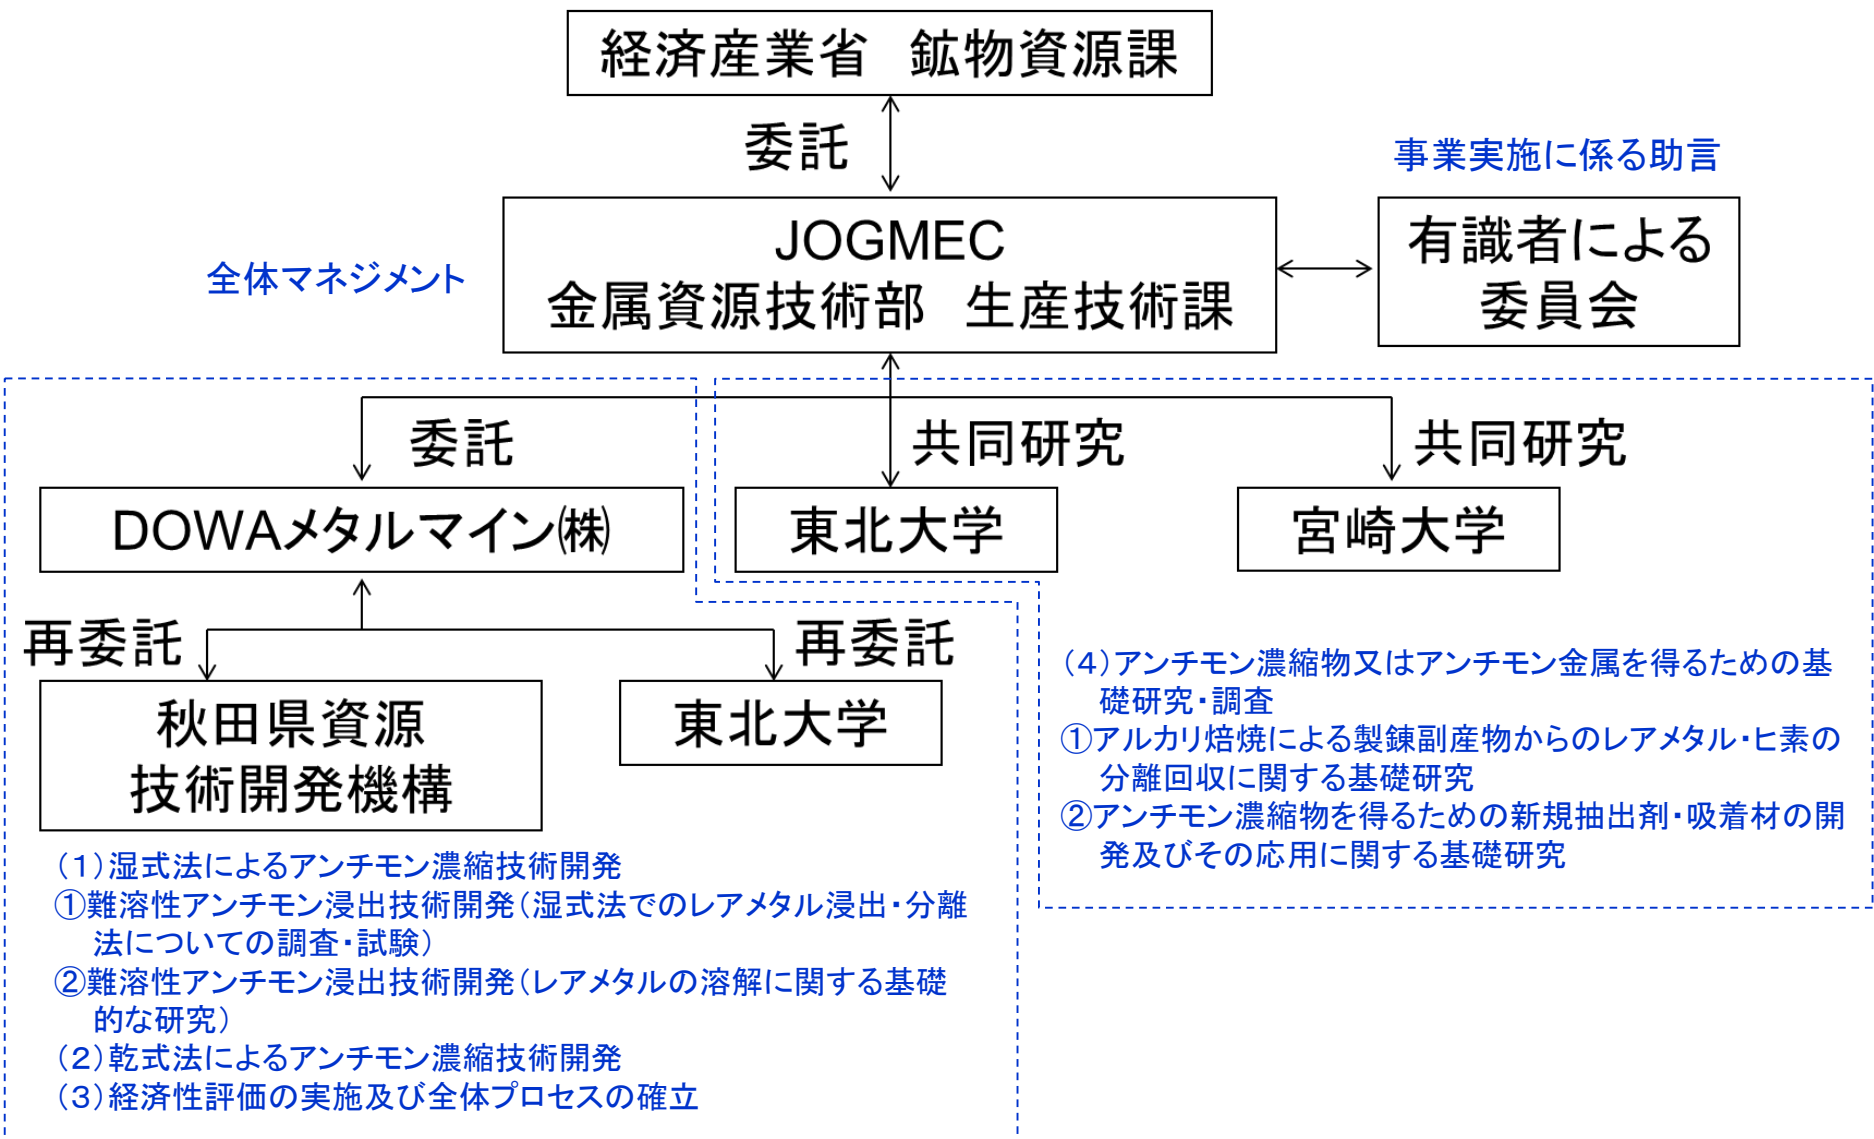 経済産業省　鉱物資源課
委託
事業実施に係る助言
JOGMEC
金属資源技術部　生産技術課
有識者による
委員会
全体マネジメント
委託
共同研究
共同研究
DOWAメタルマイン㈱
東北大学
宮崎大学
再委託
再委託
秋田県資源
技術開発機構
東北大学
（４）アンチモン濃縮物又はアンチモン金属を得るための基
礎研究・調査
①アルカリ焙焼による製錬副産物からのレアメタル・ヒ素の
分離回収に関する基礎研究
②アンチモン濃縮物を得るための新規抽出剤・吸着材の開
発及びその応用に関する基礎研究
（１）湿式法によるアンチモン濃縮技術開発
①難溶性アンチモン浸出技術開発（湿式法でのレアメタル浸出・分離
法についての調査・試験）
②難溶性アンチモン浸出技術開発（レアメタルの溶解に関する基礎
的な研究）
（２）乾式法によるアンチモン濃縮技術開発
（３）経済性評価の実施及び全体プロセスの確立